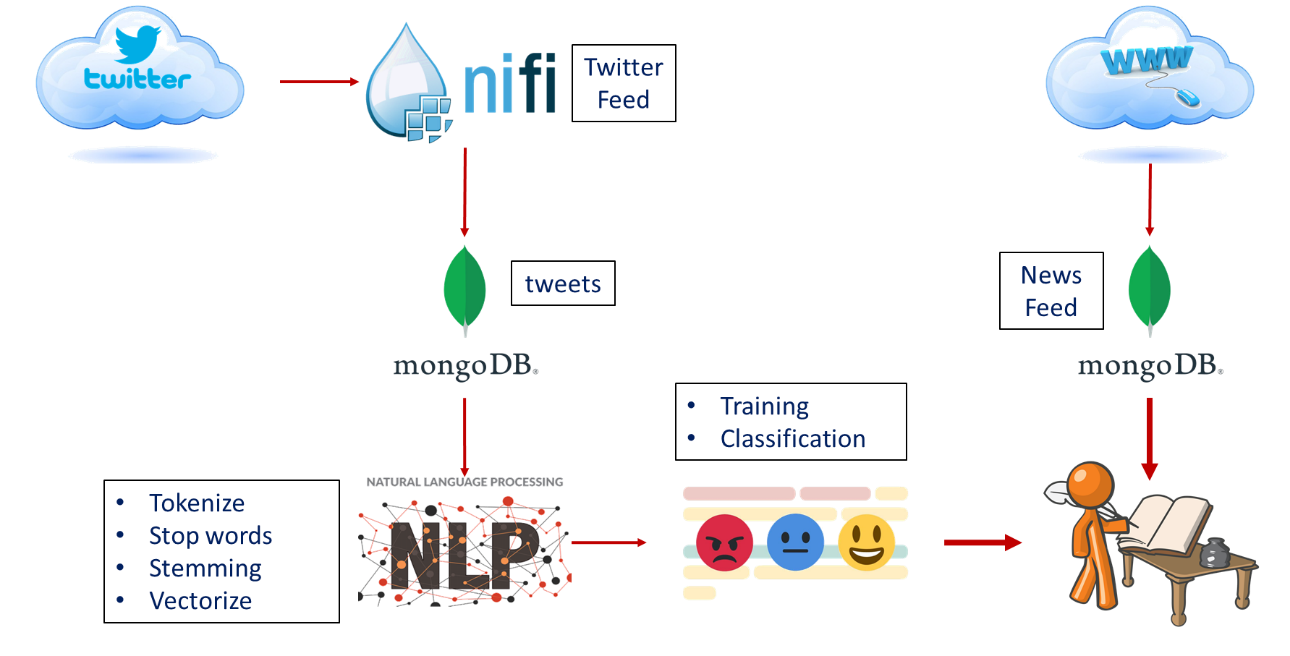 twitter
nifi
Twitter
Feed
WWW
tweets
mongoDB®
News
Feed
mongoDB®
• Training
• Classification
• Tokenize
• Stop words
• Stemming
• Vectorize
NATURAL LANGUAGE PROCESSING
NLP